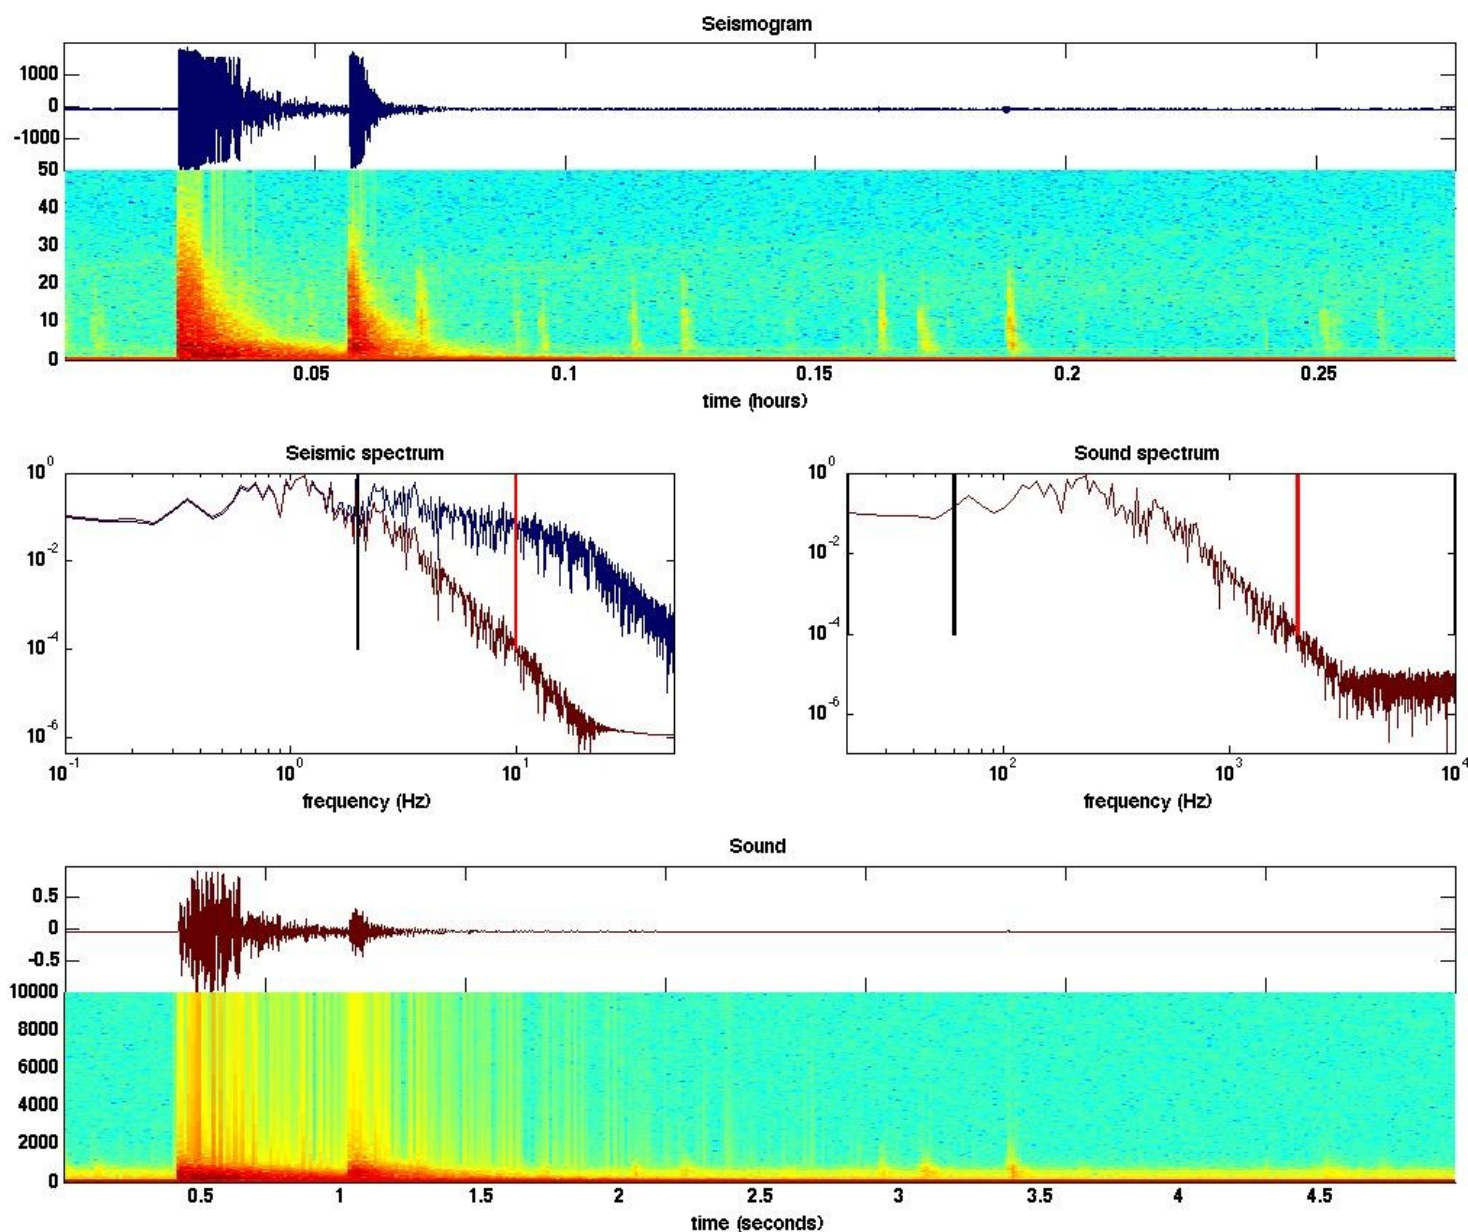 Seismogram
1000
0
-1000
50
40
30
20
10
0
0.05 0.1 0.15 0.2 0.25
time (hours)
Seismic spectrum
10^0
10^-2
10^-4
10^-6
10^-1 10^0 10^1
frequency (Hz)
Sound spectrum
10^0
10^-2
10^-4
10^-6
10^2 10^3 10^4
frequency (Hz)
Sound
0.5
0
-0.5
10000
8000
6000
4000
2000
0
0.5 1 1.5 2 2.5 3 3.5 4 4.5
time (seconds)